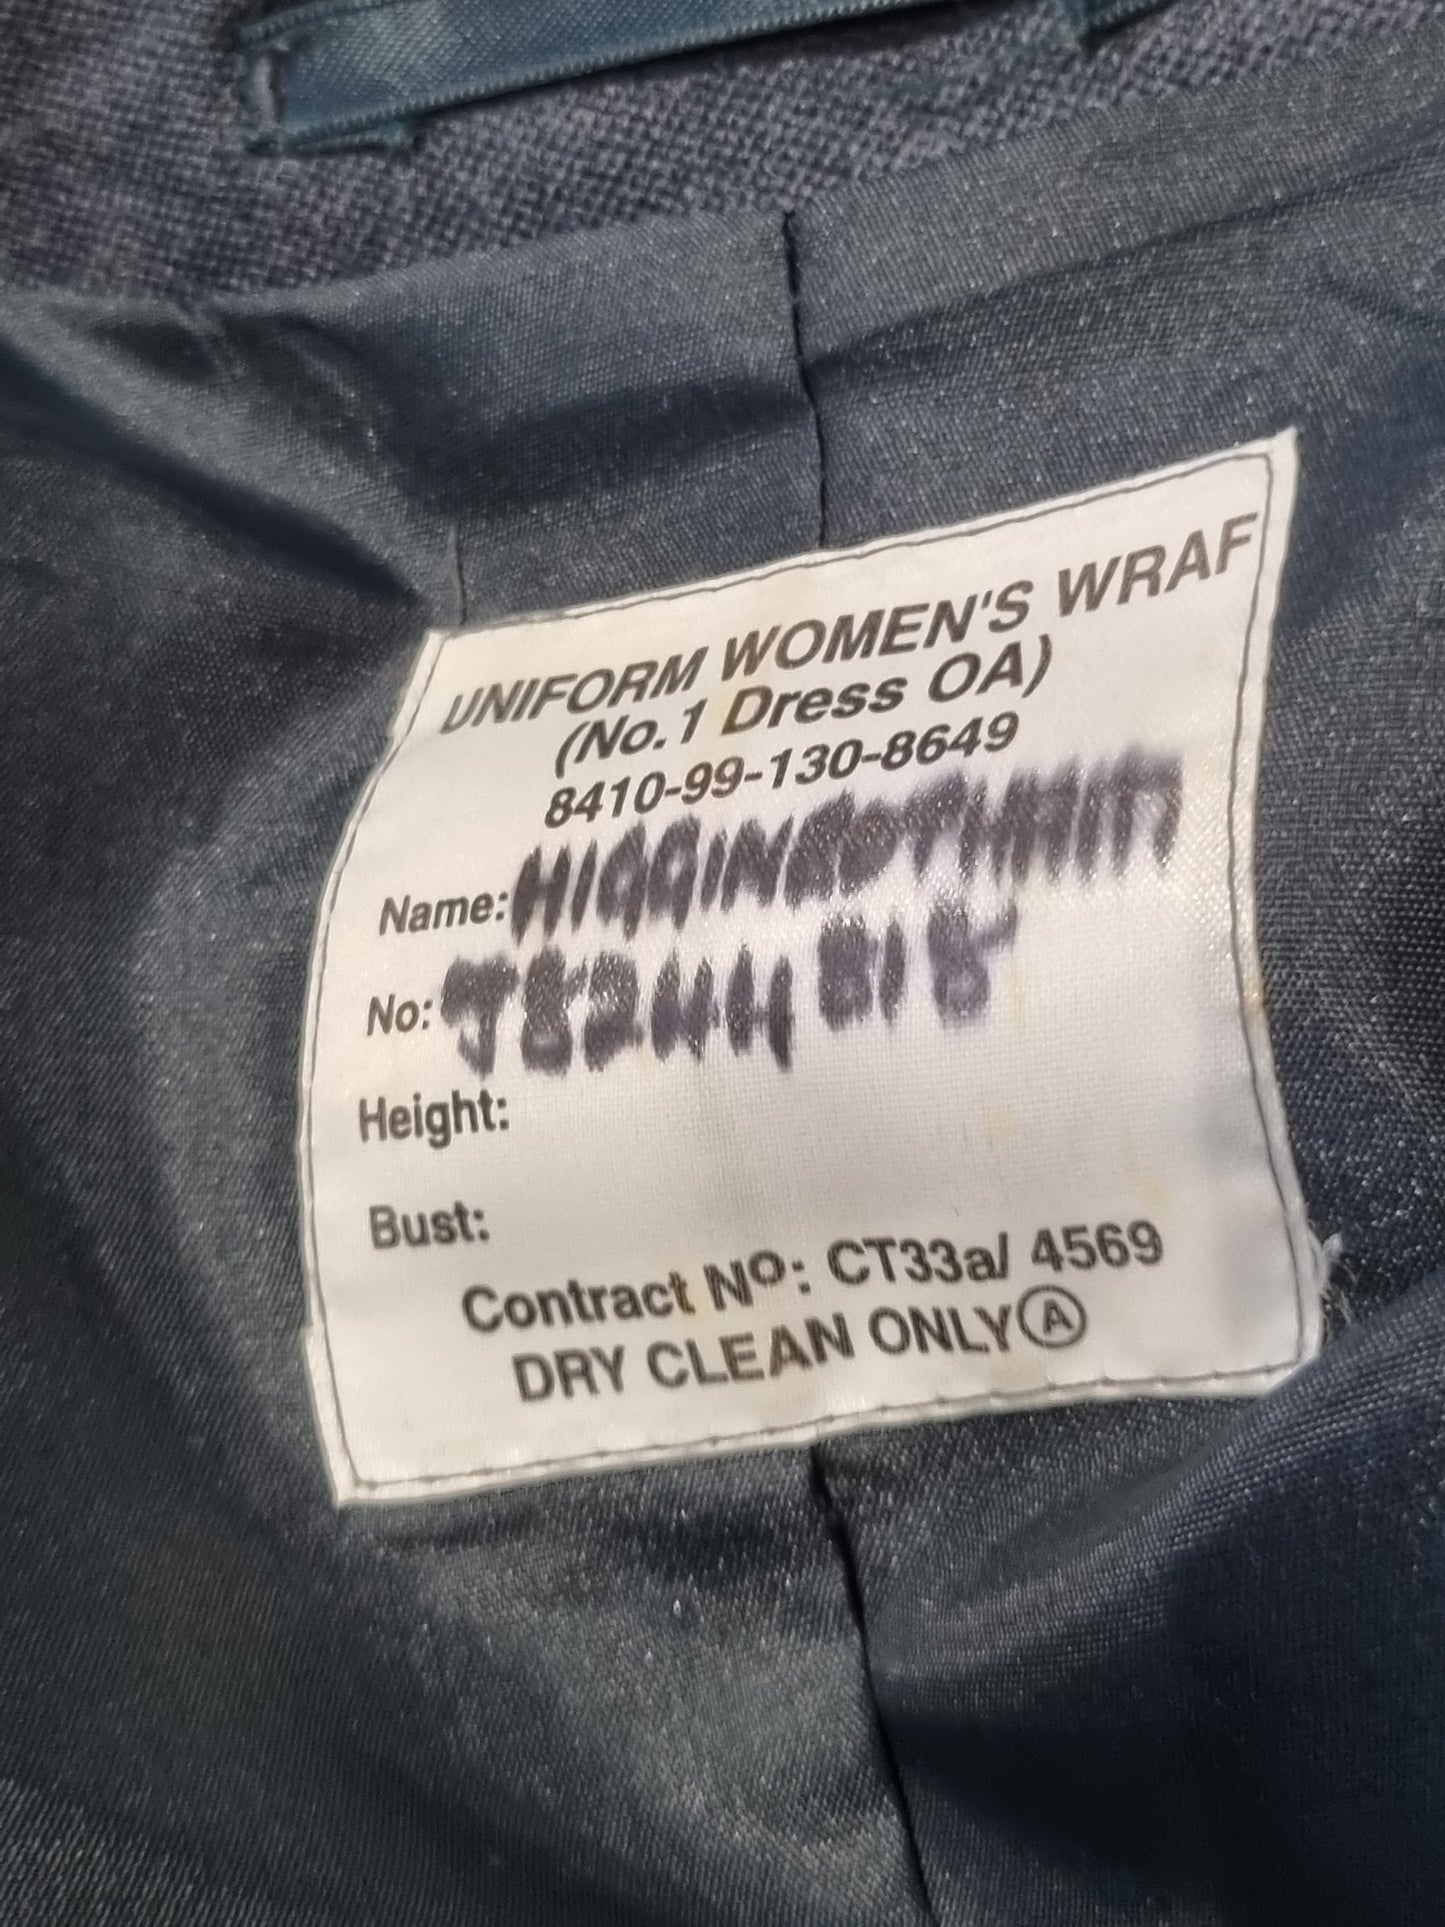 UNIFORM WOMEN'S WRAF
(No.1 Dress OA)
8410-99-130-8649
Name:
No:
Height:
Bust:
Contract Nº: CT33a/ 4569
DRY CLEAN ONLY Ⓐ